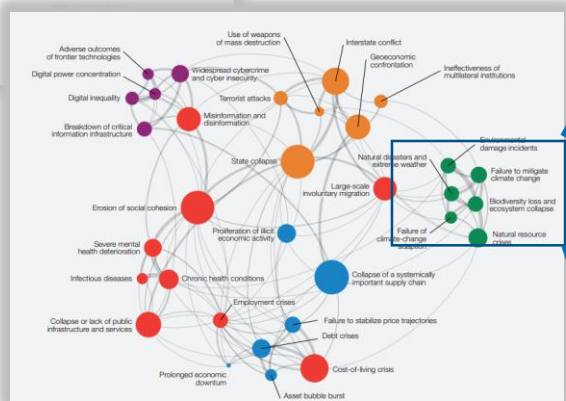 Use of weapons
of mass destruction
Interstate conflict
Adverse outcomes
of frontier technologies
Widespread cybercrime
and cyber insecurity
Geoeconomic
confrontation
Ineffectiveness of
multilateral institutions
Digital power concentration
Digital inequality
Terrorist attacks
Misinformation and
disinformation
Breakdown of critical
information infrastructure
Environmental
damage incidents
Natural disasters and
extreme weather
State collapse
Failure to mitigate
climate change
Large-scale
involuntary migration
Biodiversity loss and
ecosystem collapse
Erosion of social cohesion
Proliferation of illicit
economic activity
Failure of
climate-change
adaption
Natural resource
crises
Severe mental
health deterioration
Infectious diseases
Chronic health conditions
Collapse of a systemically
important supply chain
Employment crises
Collapse or lack of public
infrastructure and services
Failure to stabilize price trajectories
Debt crises
Prolonged economic
downturn
Cost-of-living crisis
Asset bubble burst